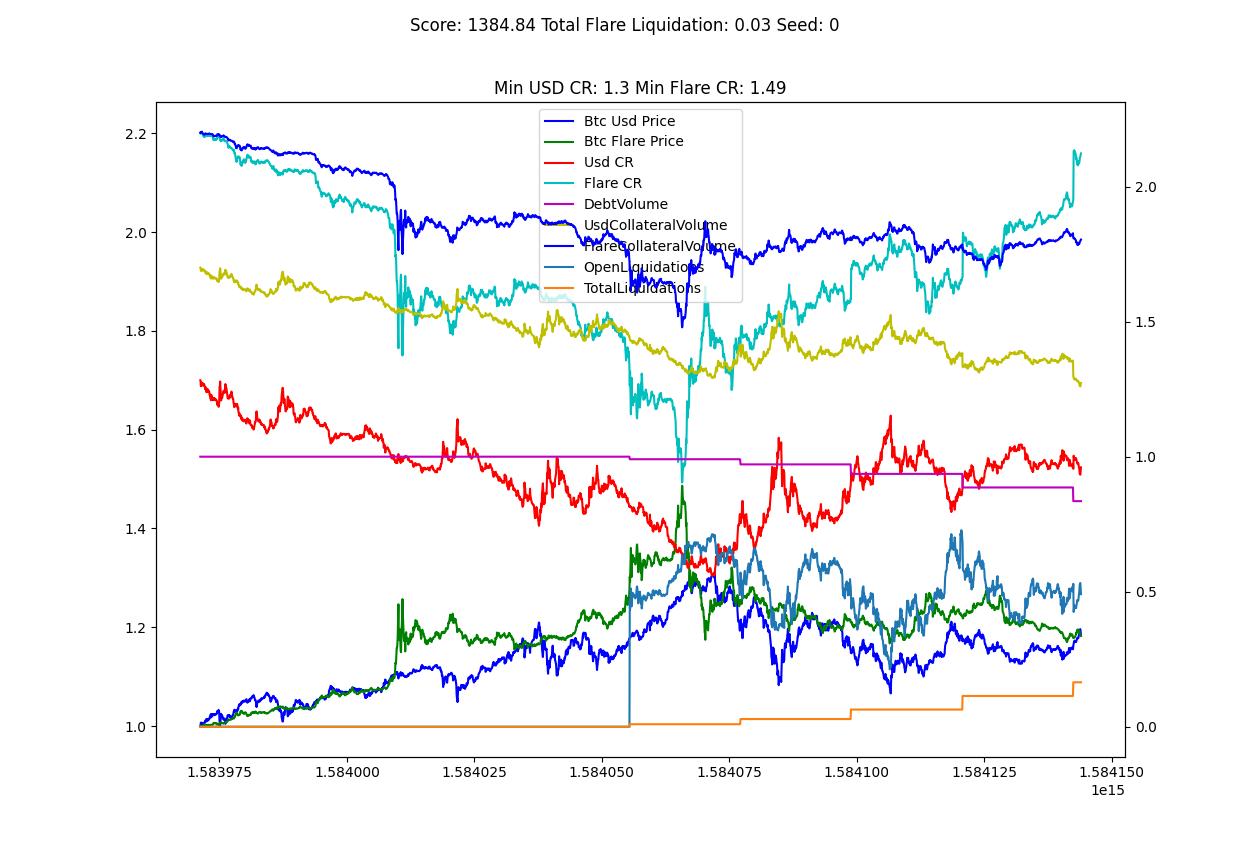 Score: 1384.84 Total Flare Liquidation: 0.03 Seed: 0
Min USD CR: 1.3 Min Flare CR: 1.49
Btc Usd Price
Btc Flare Price
Usd CR
Flare CR
DebtVolume
UsdCollateralVolume
FlareCollateralVolume
OpenLiquidations
TotalLiquidations
2.2
2.0
1.8
1.6
1.4
1.2
1.0
2.0
1.5
1.0
0.5
0.0
1.583975 1.584000 1.584025 1.584050 1.584075 1.584100 1.584125 1.584150
1e15